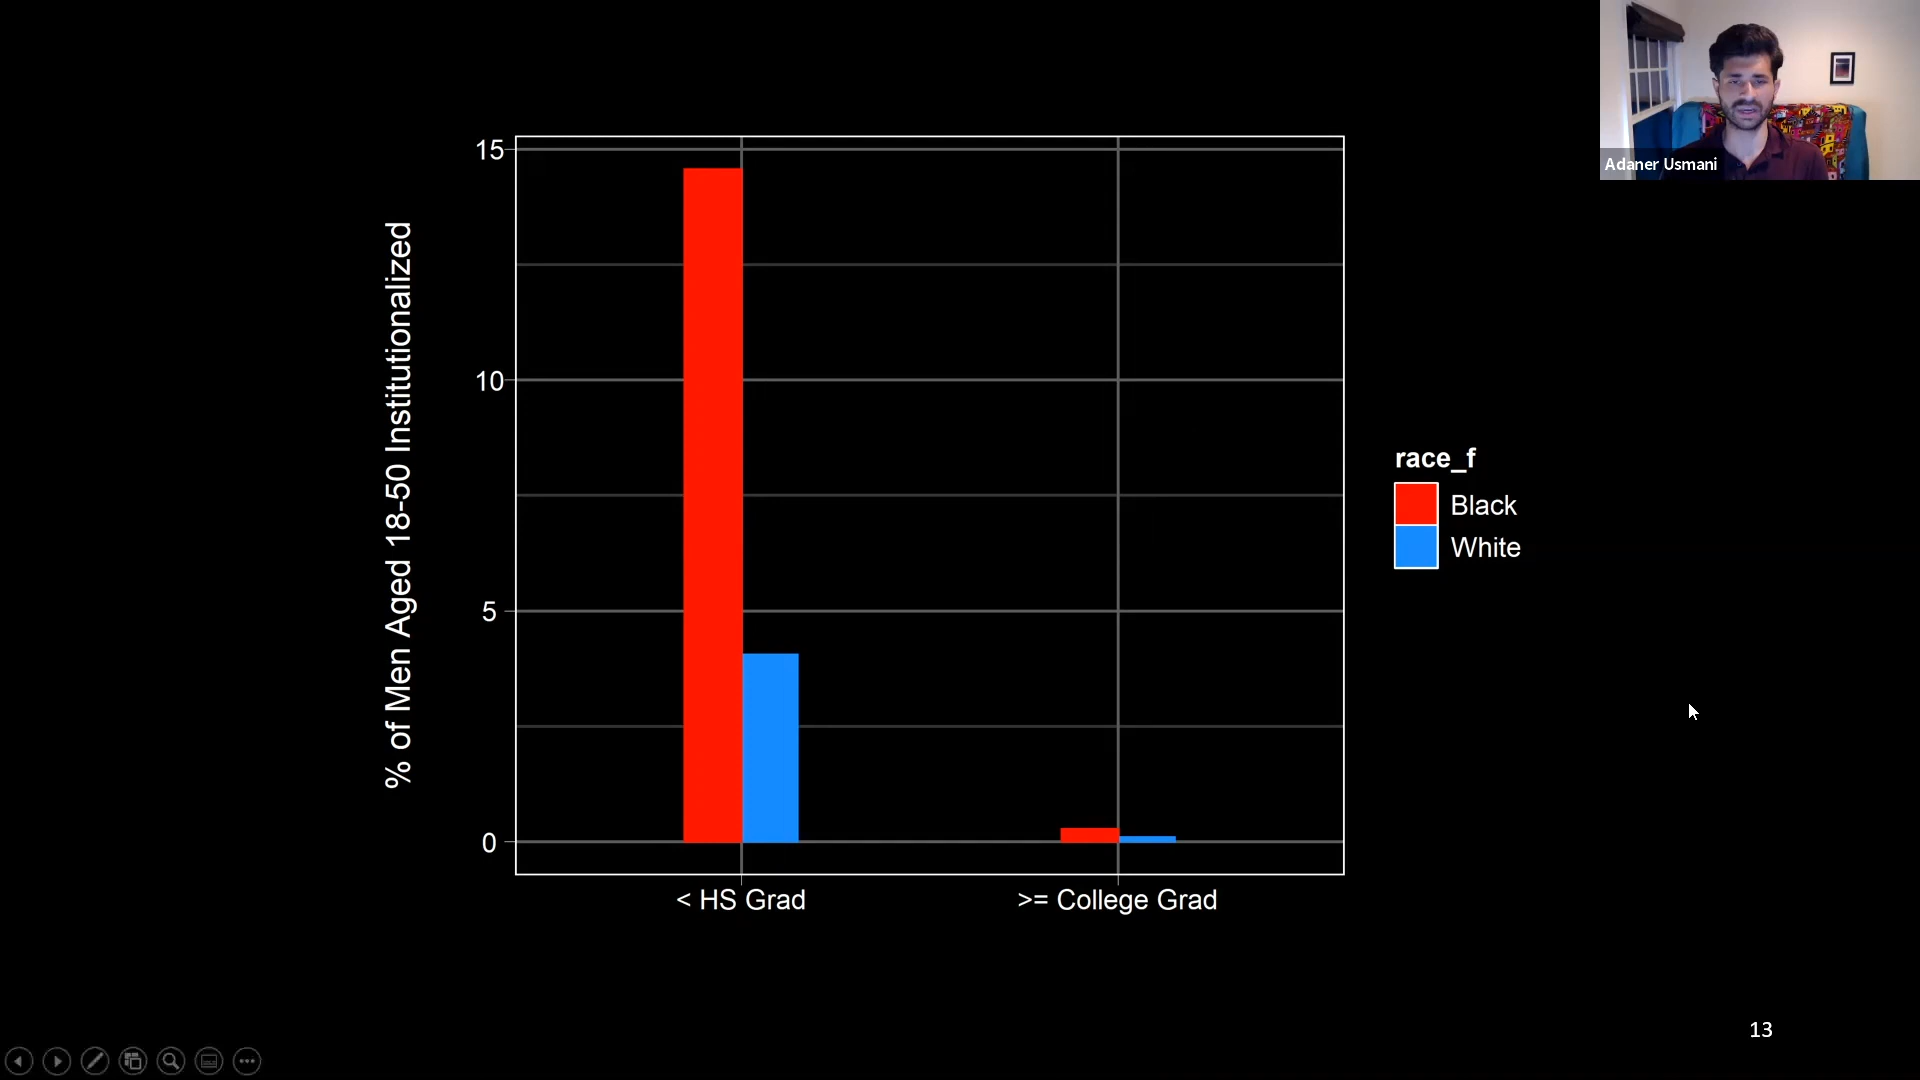 Adaner Usmani
% of Men Aged 18-50 Institutionalized
15
10
5
0
< HS Grad
>= College Grad
race_f
Black
White
13